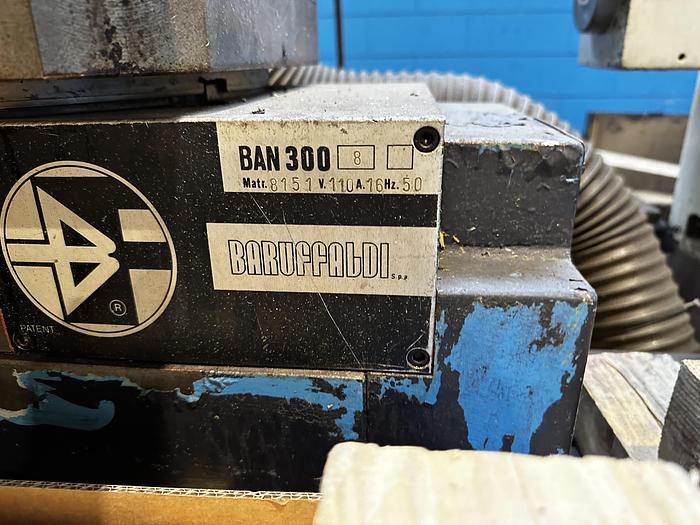 BAN 300 8
Matr. 8151 V. 110 A. 16 Hz. 50
BARUFFALDI S.p.a
®
PATENT